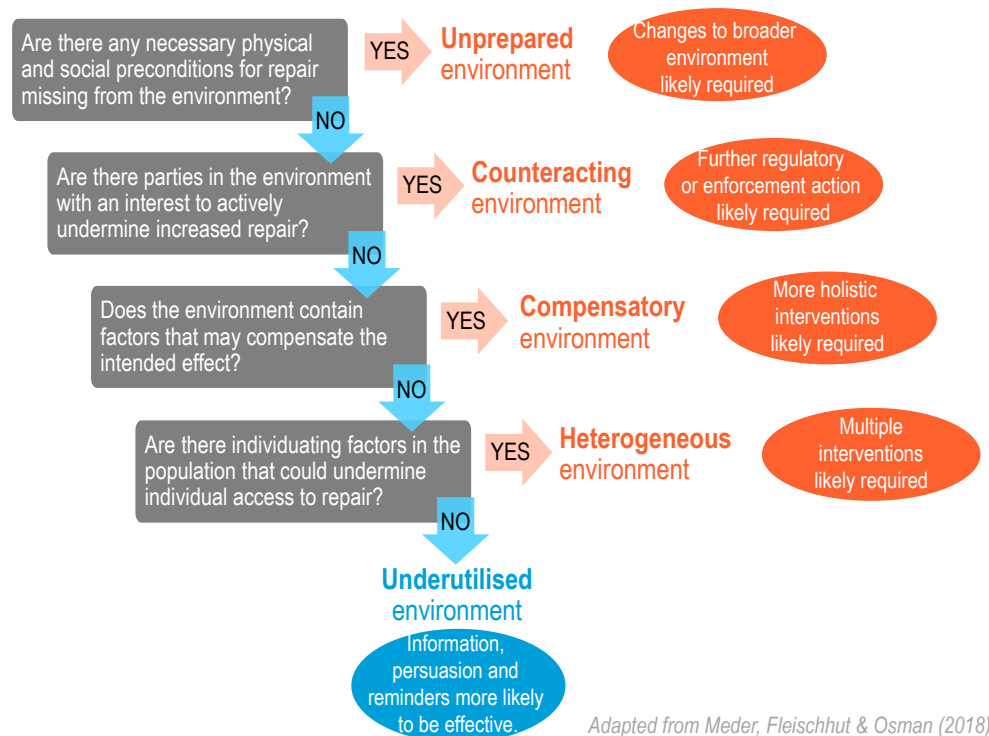 Are there any necessary physical
and social preconditions for repair
missing from the environment?
YES
Unprepared
environment
Changes to broader
environment
likely required
NO
Are there parties in the environment
with an interest to actively
undermine increased repair?
YES
Counteracting
environment
Further regulatory
or enforcement action
likely required
NO
Does the environment contain
factors that may compensate the
intended effect?
YES
Compensatory
environment
More holistic
interventions
likely required
NO
Are there individuating factors in the
population that could undermine
individual access to repair?
YES
Heterogeneous
environment
Multiple
interventions
likely required
NO
Underutilised
environment
Information,
persuasion and
reminders more likely
to be effective.
Adapted from Meder, Fleischhut & Osman (2018)